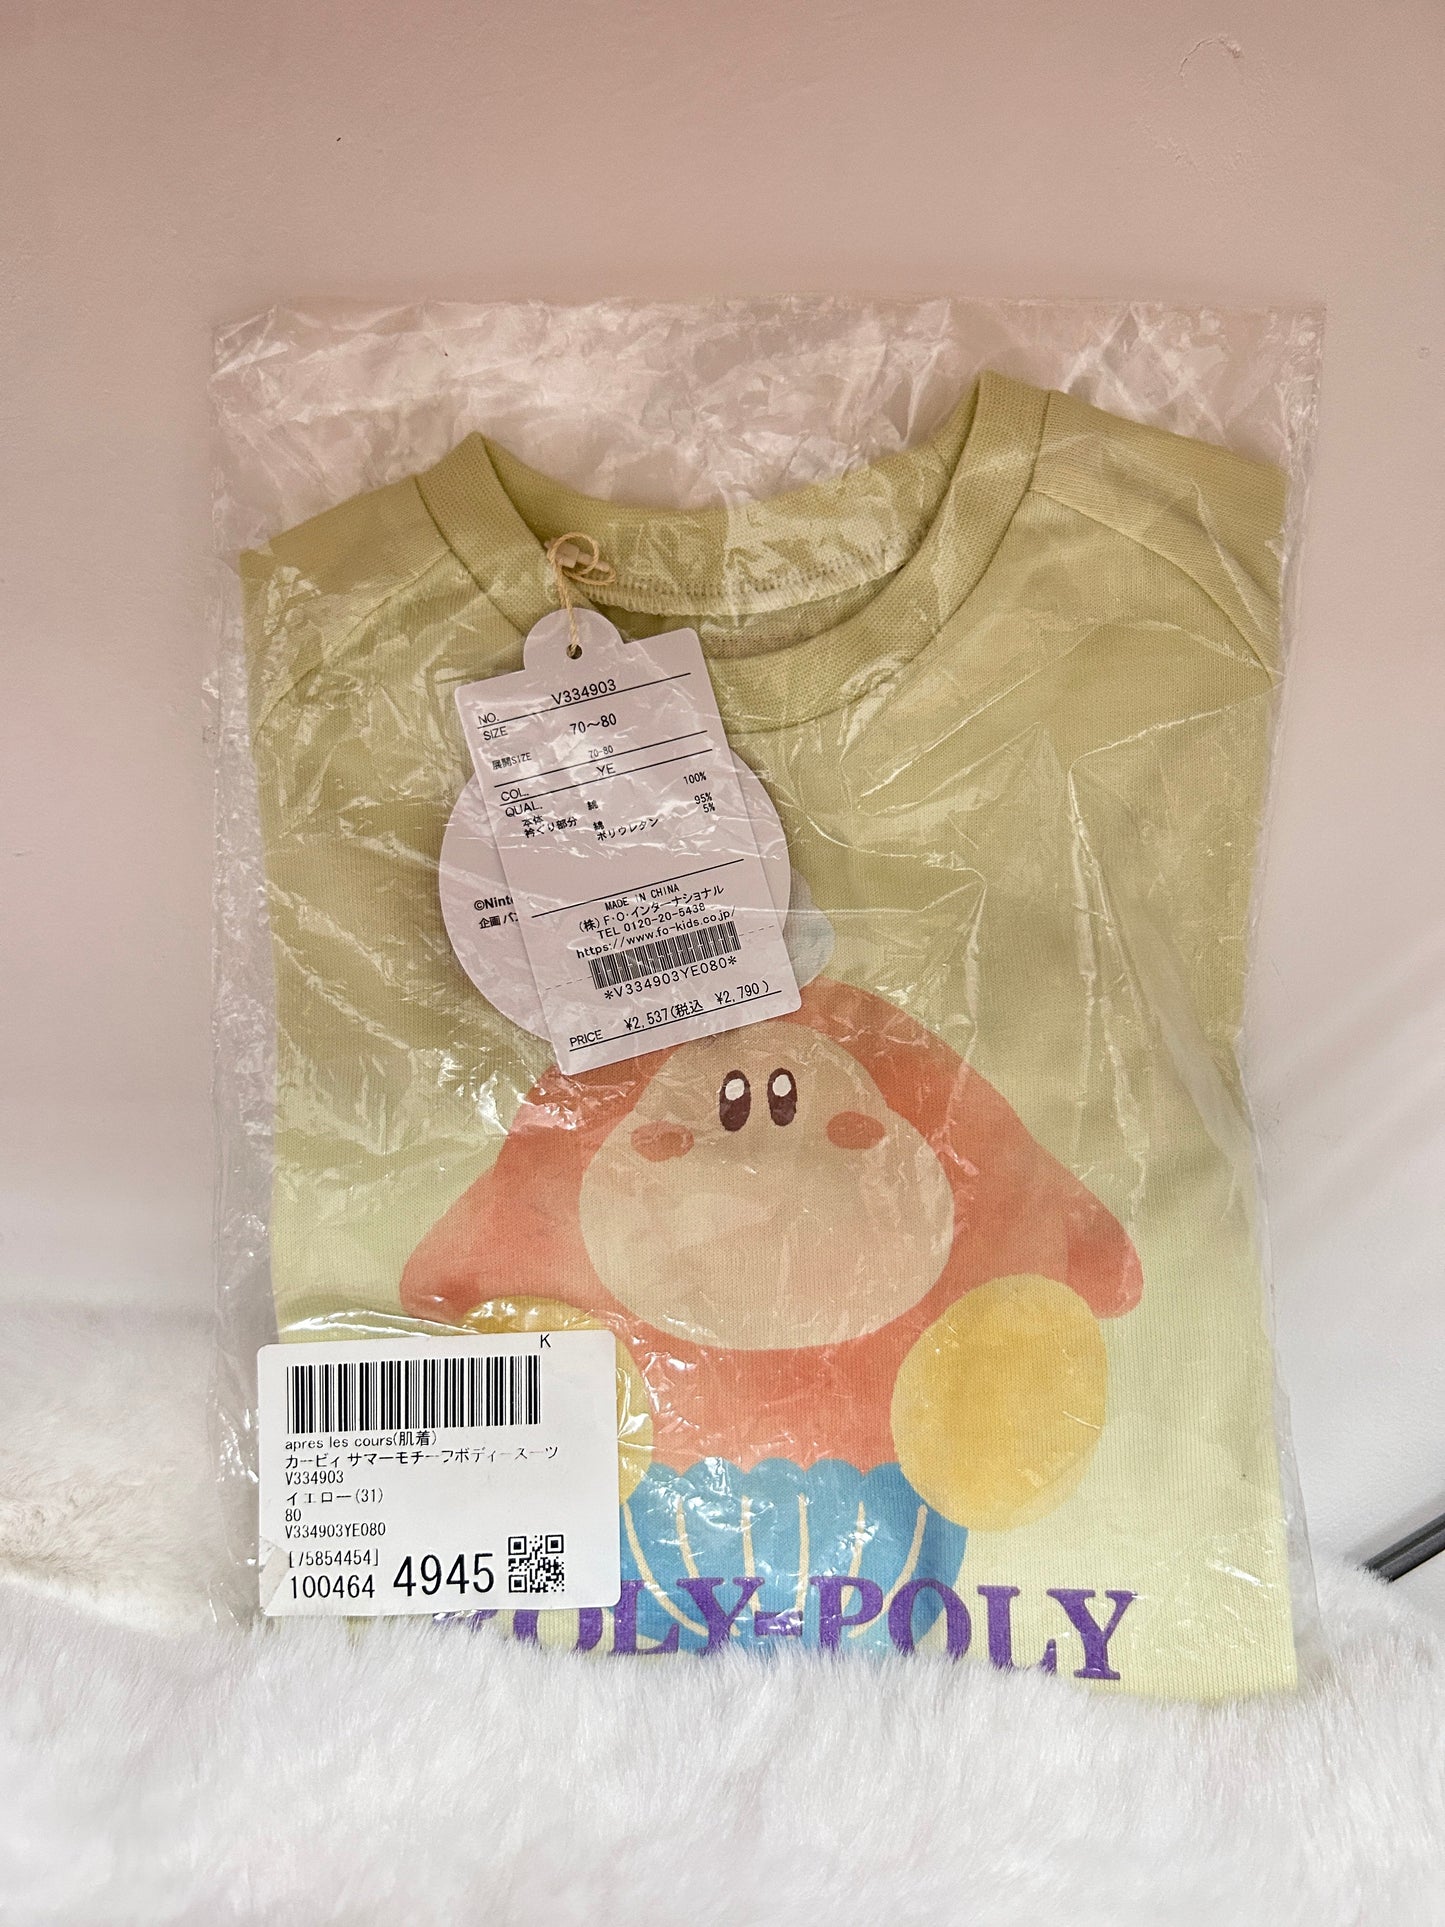 NO. V334903
SIZE 70～80
展開SIZE 70-80
COL. YE
QUAL.
本体 綿 100%
衿ぐり部分 綿 95%
ポリウレタン 5%
©Ninte
企画 バン
MADE IN CHINA
(株)F・O・インターナショナル
TEL 0120-20-5438
https://www.fo-kids.co.jp/
*V334903YE080*
PRICE ¥2,537(税込 ¥2,790)
K
apres les cours(肌着)
カービィ サマーモチーフボディースーツ
V334903
イエロー(31)
80
V334903YE080
[75854454]
100464 4945
ROLY-POLY